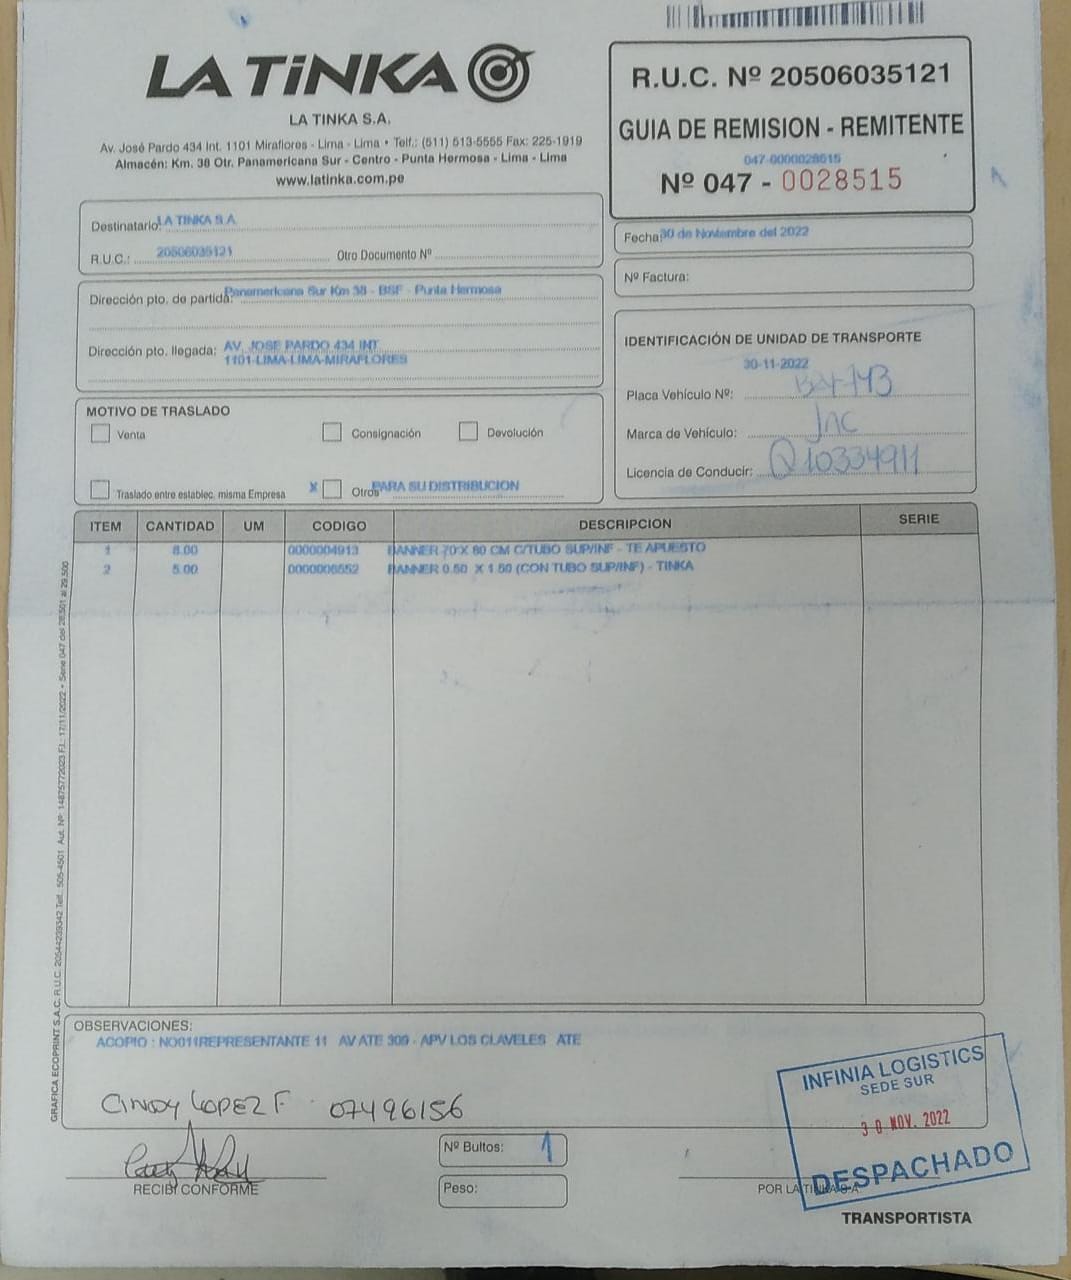 LA TiNKA
LA TINKA S.A.
Av. José Pardo 434 Int. 1101 Miraflores - Lima - Lima • Telf.: (511) 513-5555 Fax: 225-1919
Almacén: Km. 38 Otr. Panamericana Sur - Centro - Punta Hermosa - Lima - Lima
www.latinka.com.pe
R.U.C. Nº 20506035121
GUIA DE REMISION - REMITENTE
047-0000028515
Nº 047 - 0028515
Destinatario: LA TINKA S.A.
R.U.C.: 20506035121 Otro Documento Nº
Fecha: 30 de Noviembre del 2022
Nº Factura:
Dirección pto. de partida: Panamericana Sur Km 38 - BSF - Punta Hermosa
Dirección pto. llegada: AV. JOSE PARDO 434 INT
1101-LIMA-LIMA-MIRAFLORES
IDENTIFICACIÓN DE UNIDAD DE TRANSPORTE
30-11-2022
Placa Vehículo Nº:
Marca de Vehículo: Jnc
Licencia de Conducir: Q10334911
MOTIVO DE TRASLADO
Venta Consignación Devolución
Traslado entre establec. misma Empresa X Otros PARA SU DISTRIBUCION
ITEM CANTIDAD UM CODIGO DESCRIPCION SERIE
1 8.00 0000004913 BANNER 70 X 80 CM C/TUBO SUP/INF - TE APUESTO
2 5.00 0000006552 BANNER 0.50 X 1.50 (CON TUBO SUP/INF) - TINKA
GRAFICA ECOPRINT S.A.C. R.U.C. 20544239342 Telf.: 505-4501 Aut. Nº: 14875772023 F.I.: 17/11/2022 • Serie 047 del 28,501 al 29,500
OBSERVACIONES:
ACOPIO : NO011REPRESENTANTE 11 AV ATE 309 - APV LOS CLAVELES ATE
CINDY LOPEZ F 07496156
INFINIA LOGISTICS
SEDE SUR
30 NOV. 2022
DESPACHADO
Nº Bultos: 1
Peso:
RECIBI CONFORME
POR LA TINKA S.A.
TRANSPORTISTA